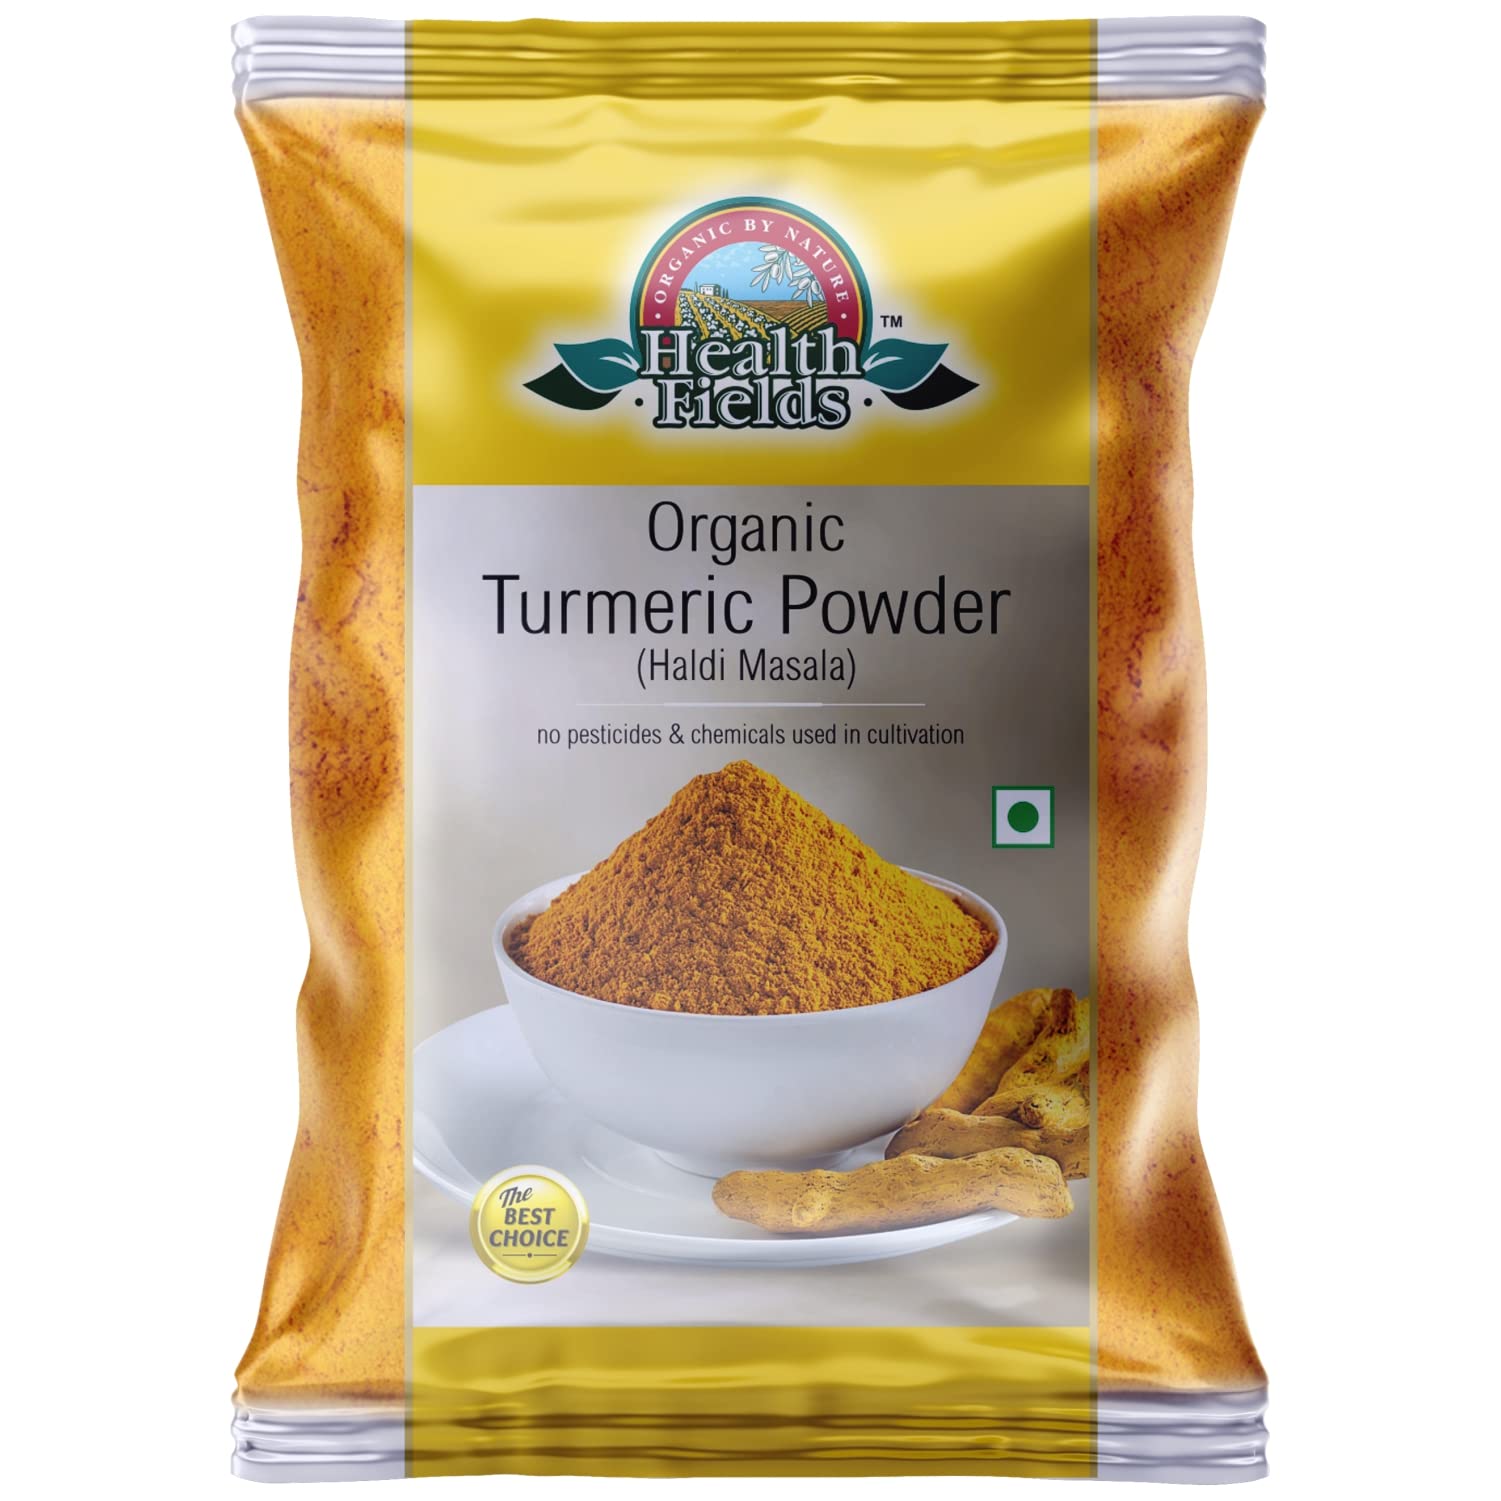 ORGANIC BY NATURE
Health
Fields
TM
Organic
Turmeric Powder
(Haldi Masala)
no pesticides & chemicals used in cultivation
The
BEST
CHOICE